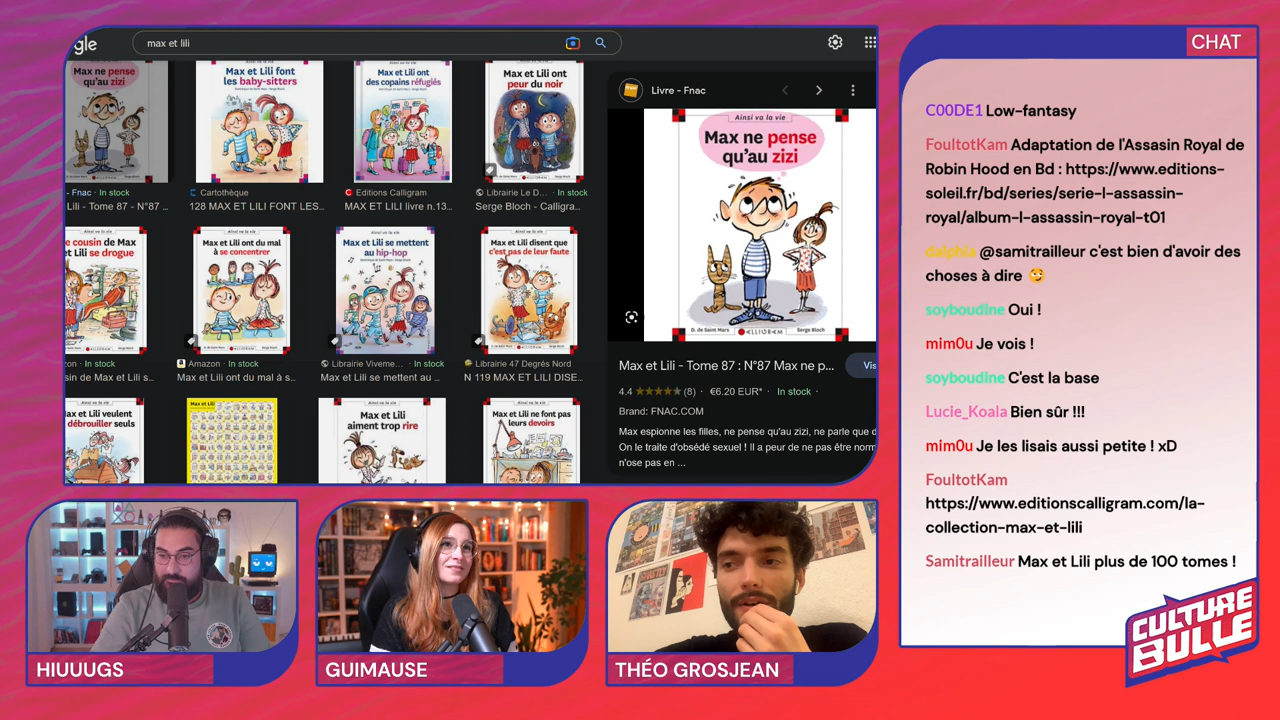 gle
max et lili
Max ne pense
qu'au zizi
Max et Lili font
les baby-sitters
Max et Lili ont
des copains réfugiés
Max et Lili ont
peur du noir
- Fnac · In stock
Lili - Tome 87 - N°87 ...
Cartothèque
128 MAX ET LILI FONT LES...
Editions Calligram
MAX ET LILI livre n.13...
Librairie Le D... · In stock
Serge Bloch - Calligra...
e cousin de Max
et Lili se drogue
Max et Lili ont du mal
à se concentrer
Max et Lili se mettent
au hip-hop
Max et Lili disent que
c'est pas de leur faute
n · In stock
sin de Max et Lili s...
Amazon · In stock
Max et Lili ont du mal à s...
Librairie Viveme... · In stock
Max et Lili se mettent au ...
Librairie 47 Degrés Nord
N 119 MAX ET LILI DISE...
et Lili veulent
débrouiller seuls
Max et Lili
Max et Lili
aiment trop rire
Max et Lili ne font pas
leurs devoirs
Livre - Fnac
Ainsi va la vie
Max ne pense
qu'au zizi
D. de Saint Mars
CALLIGRAM
Serge Bloch
Max et Lili - Tome 87 : N°87 Max ne p...
Vis
4.4 ★★★★★ (8) · €6.20 EUR* · In stock ·
Brand: FNAC.COM
Max espionne les filles, ne pense qu'au zizi, ne parle que d
On le traite d'obsédé sexuel ! Il a peur de ne pas être norm
n'ose pas en ...
HIUUUGS
GUIMAUSE
THÉO GROSJEAN
CHAT
C00DE1 Low-fantasy
FoultotKam Adaptation de l'Assasin Royal de
Robin Hood en Bd : https://www.editions-
soleil.fr/bd/series/serie-l-assassin-
royal/album-l-assassin-royal-t01
dalphla @samitrailleur c'est bien d'avoir des
choses à dire 😏
soyboudine Oui !
mim0u Je vois !
soyboudine C'est la base
Lucie_Koala Bien sûr !!!
mim0u Je les lisais aussi petite ! xD
FoultotKam
https://www.editionscalligram.com/la-
collection-max-et-lili
Samitrailleur Max et Lili plus de 100 tomes !
CULTURE
BULLE